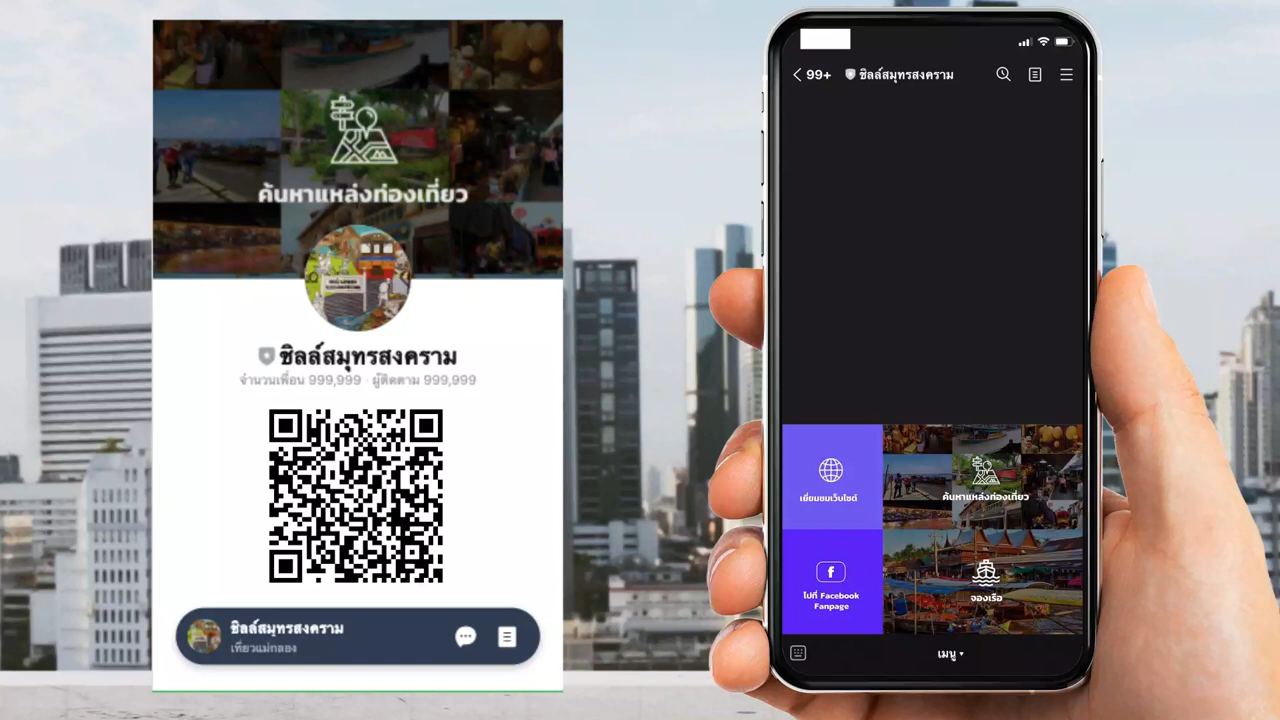 ค้นหาแหล่งท่องเที่ยว
ชิลล์สมุทรสงคราม
จำนวนเพื่อน 999,999 · ผู้ติดตาม 999,999
ชิลล์สมุทรสงคราม
เที่ยวแม่กลอง
99+ ชิลล์สมุทรสงคราม
เยี่ยมชมเว็บไซต์
ค้นหาแหล่งท่องเที่ยว
ไปที่ Facebook
Fanpage
จองเรือ
เมนู